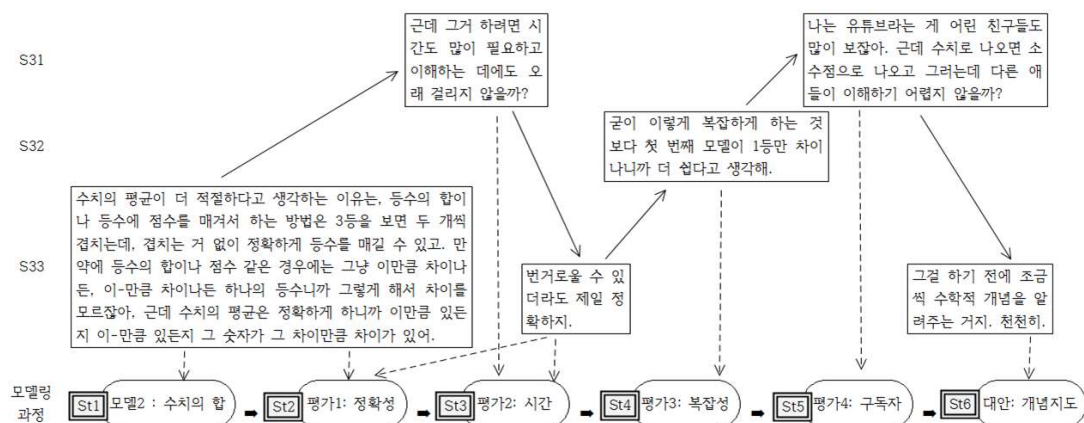 S31
근데 그거 하려면 시
간도 많이 필요하고
이해하는 데에도 오
래 걸리지 않을까?
나는 유튜브라는 게 어린 친구들도
많이 보잖아. 근데 수치로 나오면 소
수점으로 나오고 그러는데 다른 애
들이 이해하기 어렵지 않을까?
S32
굳이 이렇게 복잡하게 하는 것
보다 첫 번째 모델이 1등만 차이
나니까 더 쉽다고 생각해.
S33
수치의 평균이 더 적절하다고 생각하는 이유는, 등수의 합이
나 등수에 점수를 매겨서 하는 방법은 3등을 보면 두 개씩
겹치는데, 겹치는 거 없이 정확하게 등수를 매길 수 있고. 만
약에 등수의 합이나 점수 같은 경우에는 그냥 이만큼 차이나
든, 이-만큼 차이나든 하나의 등수니까 그렇게 해서 차이를
모르잖아, 근데 수치의 평균은 정확하게 하니까 이만큼 있든
지 이-만큼 있든지 그 숫자가 그 차이만큼 차이가 있어.
번거로울 수 있
더라도 제일 정
확하지.
그걸 하기 전에 조금
씩 수학적 개념을 알
려주는 거지. 천천히.
모델링
과정
St1 모델2 : 수치의 합
St2 평가1: 정확성
St3 평가2: 시간
St4 평가3: 복잡성
St5 평가4: 구독자
St6 대안: 개념지도